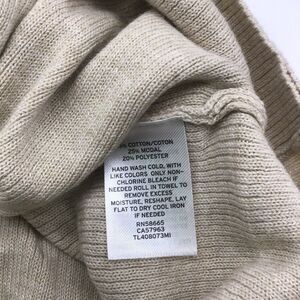 % COTTON/COTON
25% MODAL
20% POLYESTER
HAND WASH COLD, WITH
LIKE COLORS ONLY NON-
CHLORINE BLEACH IF
NEEDED ROLL IN TOWEL TO
REMOVE EXCESS
MOISTURE, RESHAPE, LAY
FLAT TO DRY COOL IRON
IF NEEDED
RN58665
CA57963
TL408073MI